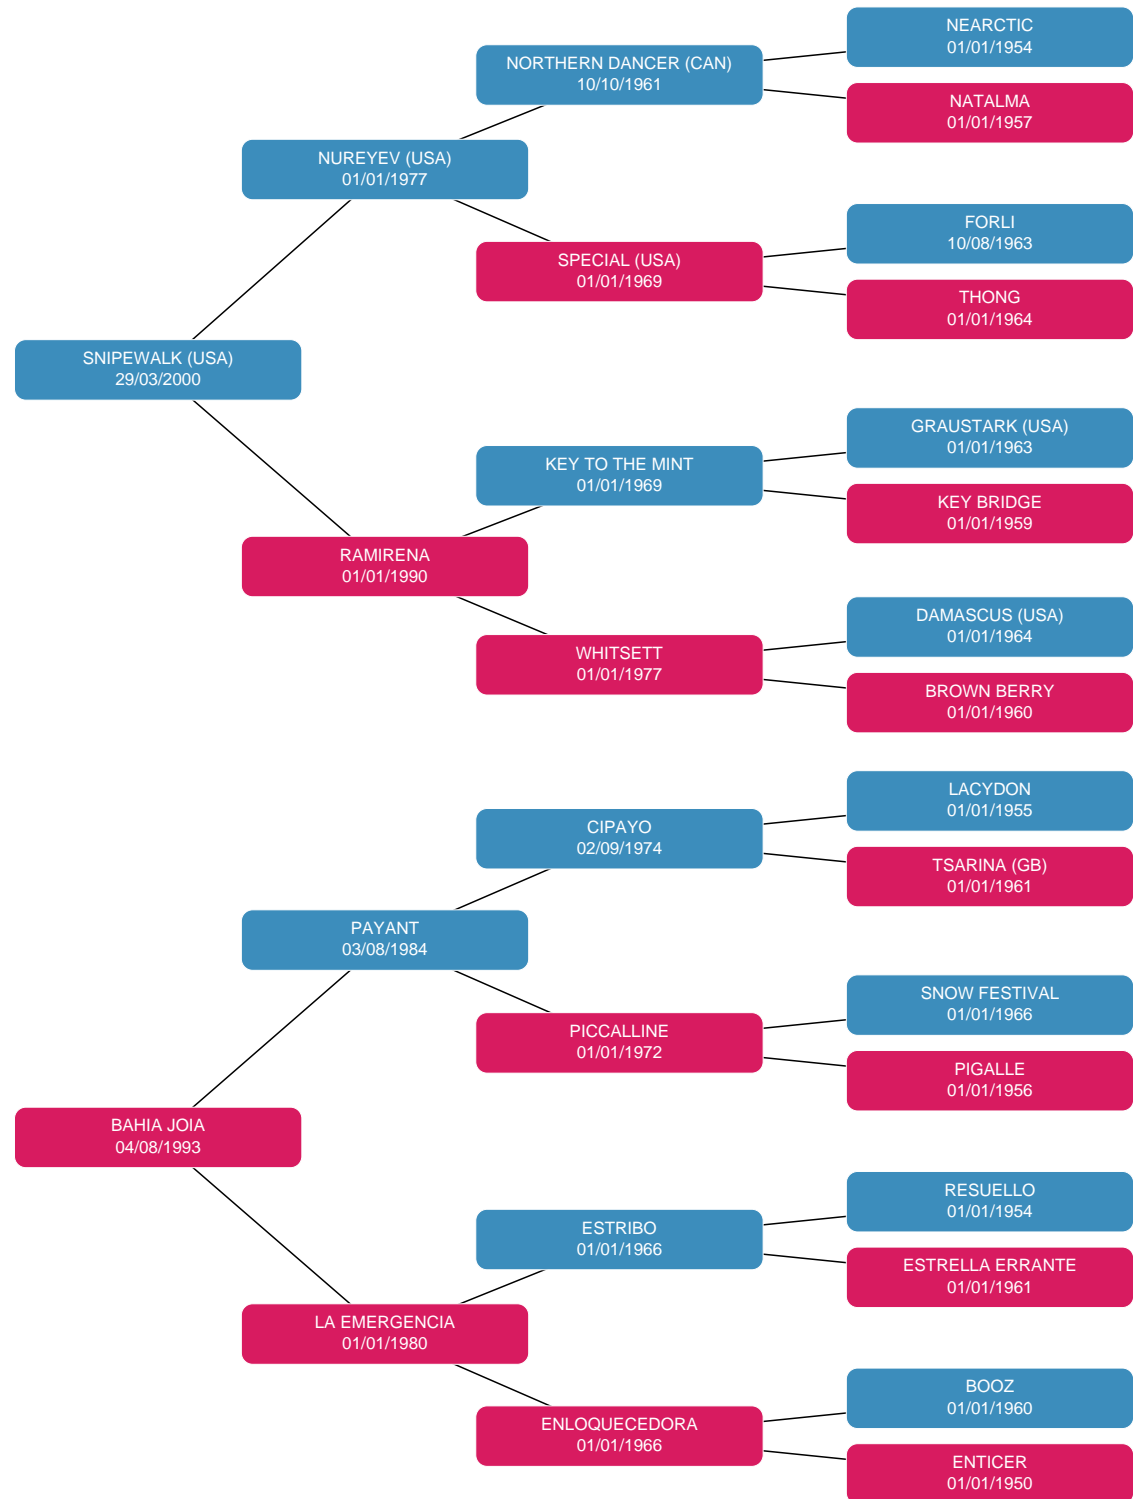 NEARCTIC
01/01/1954
NORTHERN DANCER (CAN)
10/10/1961
NATALMA
01/01/1957
NUREYEV (USA)
01/01/1977
FORLI
10/08/1963
SPECIAL (USA)
01/01/1969
THONG
01/01/1964
SNIPEWALK (USA)
29/03/2000
GRAUSTARK (USA)
01/01/1963
KEY TO THE MINT
01/01/1969
KEY BRIDGE
01/01/1959
RAMIRENA
01/01/1990
DAMASCUS (USA)
01/01/1964
WHITSETT
01/01/1977
BROWN BERRY
01/01/1960
LACYDON
01/01/1955
CIPAYO
02/09/1974
TSARINA (GB)
01/01/1961
PAYANT
03/08/1984
SNOW FESTIVAL
01/01/1966
PICCALLINE
01/01/1972
PIGALLE
01/01/1956
BAHIA JOIA
04/08/1993
RESUELLO
01/01/1954
ESTRIBO
01/01/1966
ESTRELLA ERRANTE
01/01/1961
LA EMERGENCIA
01/01/1980
BOOZ
01/01/1960
ENLOQUECEDORA
01/01/1966
ENTICER
01/01/1950